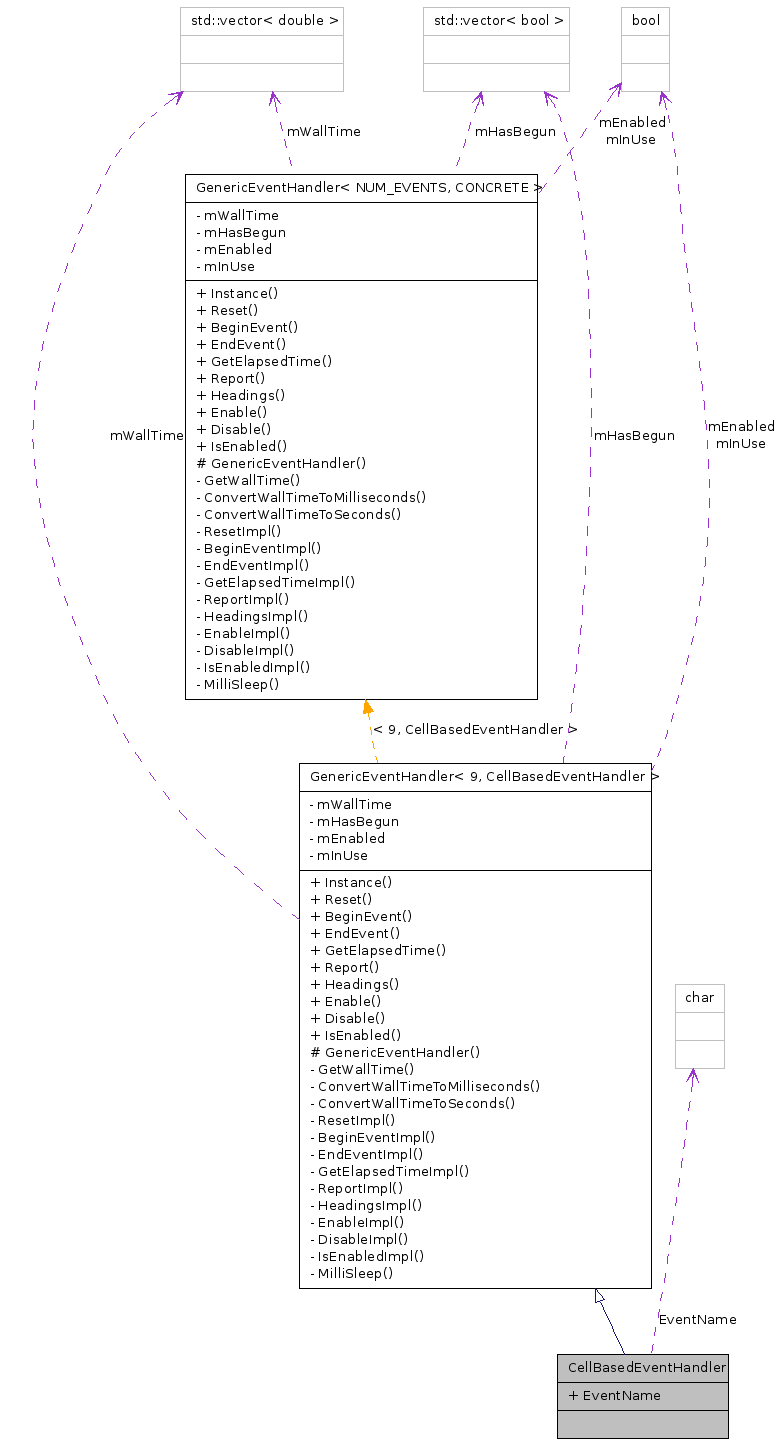 std::vector< double >
std::vector< bool >
bool
mWallTime
mHasBegun
mEnabled
mInUse
GenericEventHandler< NUM_EVENTS, CONCRETE >
- mWallTime
- mHasBegun
- mEnabled
- mInUse
+ Instance()
+ Reset()
+ BeginEvent()
+ EndEvent()
+ GetElapsedTime()
+ Report()
+ Headings()
+ Enable()
+ Disable()
+ IsEnabled()
# GenericEventHandler()
- GetWallTime()
- ConvertWallTimeToMilliseconds()
- ConvertWallTimeToSeconds()
- ResetImpl()
- BeginEventImpl()
- EndEventImpl()
- GetElapsedTimeImpl()
- ReportImpl()
- HeadingsImpl()
- EnableImpl()
- DisableImpl()
- IsEnabledImpl()
- MilliSleep()
mWallTime
mHasBegun
mEnabled
mInUse
< 9, CellBasedEventHandler >
GenericEventHandler< 9, CellBasedEventHandler >
- mWallTime
- mHasBegun
- mEnabled
- mInUse
+ Instance()
+ Reset()
+ BeginEvent()
+ EndEvent()
+ GetElapsedTime()
+ Report()
+ Headings()
+ Enable()
+ Disable()
+ IsEnabled()
# GenericEventHandler()
- GetWallTime()
- ConvertWallTimeToMilliseconds()
- ConvertWallTimeToSeconds()
- ResetImpl()
- BeginEventImpl()
- EndEventImpl()
- GetElapsedTimeImpl()
- ReportImpl()
- HeadingsImpl()
- EnableImpl()
- DisableImpl()
- IsEnabledImpl()
- MilliSleep()
char
EventName
CellBasedEventHandler
+ EventName